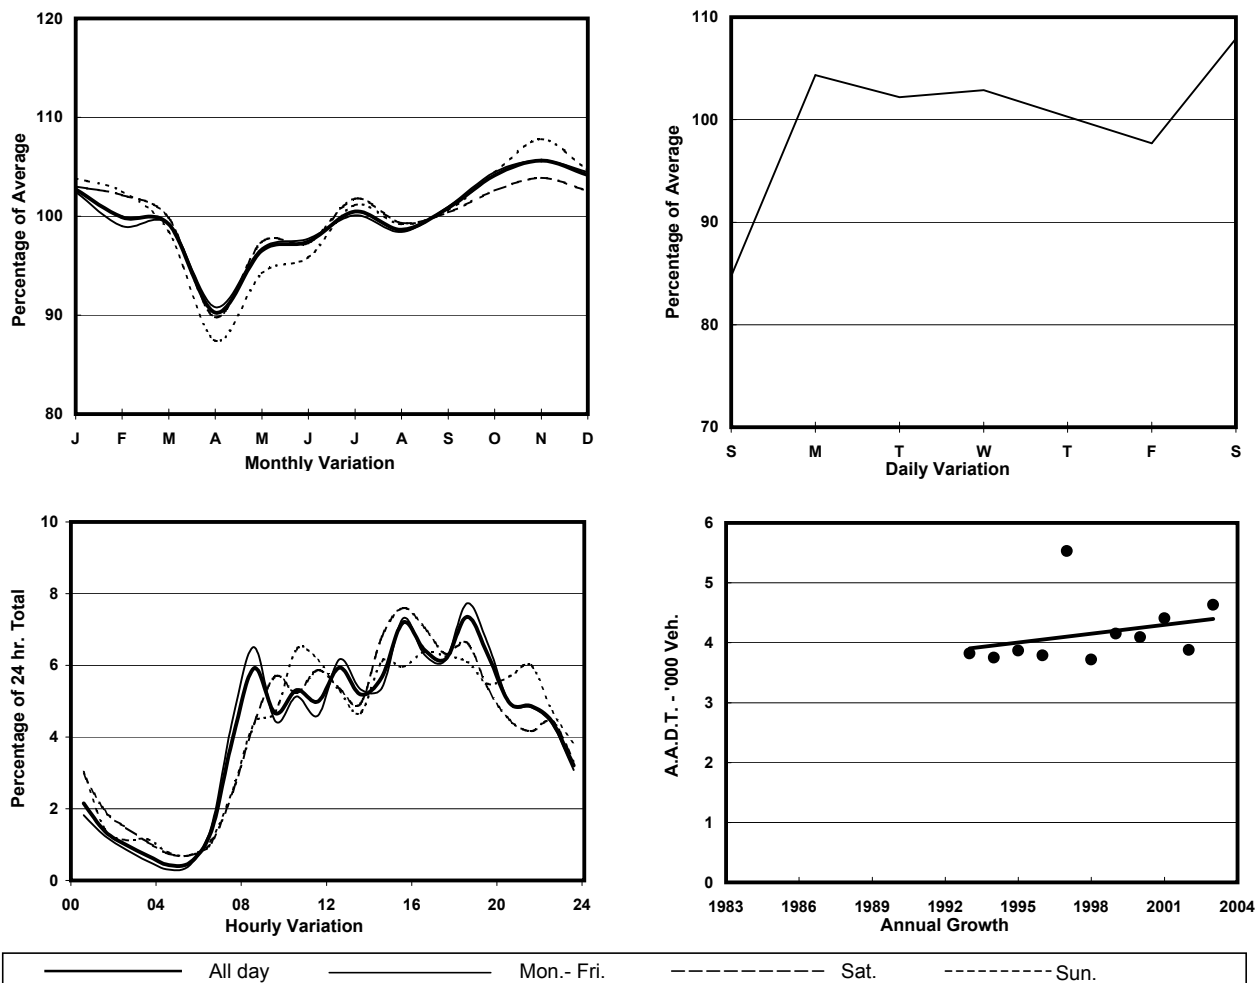 Percentage of Average
120
110
100
90
80
J F M A M J J A S O N D
Monthly Variation
Percentage of Average
110
100
90
80
70
S M T W T F S
Daily Variation
Percentage of 24 hr. Total
10
8
6
4
2
0
00 04 08 12 16 20 24
Hourly Variation
A.A.D.T. - '000 Veh.
6
5
4
3
2
1
0
1983 1986 1989 1992 1995 1998 2001 2004
Annual Growth
All day Mon.- Fri. Sat. Sun.